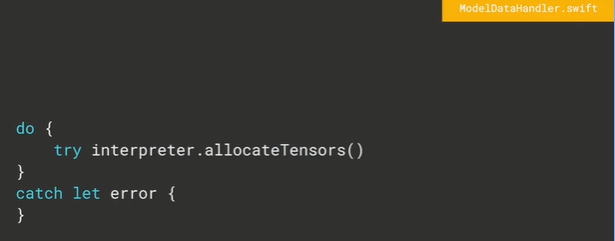 ModelDataHandler.swift
do {
    try interpreter.allocateTensors()
}
catch let error {
}